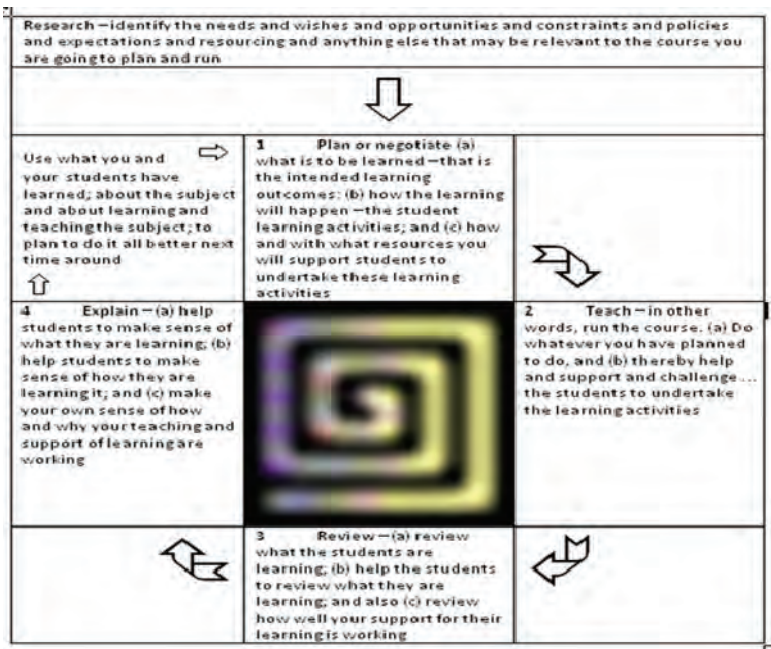 Research – identify the needs and wishes and opportunities and constraints and policies
and expectations and resourcing and anything else that may be relevant to the course you
are going to plan and run
Use what you and
your students have
learned; about the subject
and about learning and
teaching the subject; to
plan to do it all better next
time around
1 Plan or negotiate (a)
what is to be learned – that is
the intended learning
outcomes: (b) how the learning
will happen – the student
learning activities; and (c) how
and with what resources you
will support students to
undertake these learning
activities
2 Teach – in other
words, run the course. (a) Do
whatever you have planned
to do, and (b) thereby help
and support and challenge ...
the students to undertake
the learning activities
3 Review – (a) review
what the students are
learning; (b) help the students
to review what they are
learning; and also (c) review
how well your support for their
learning is working
4 Explain – (a) help
students to make sense of
what they are learning; (b)
help students to make
sense of how they are
learning it; and (c) make
your own sense of how
and why your teaching and
support of learning are
working